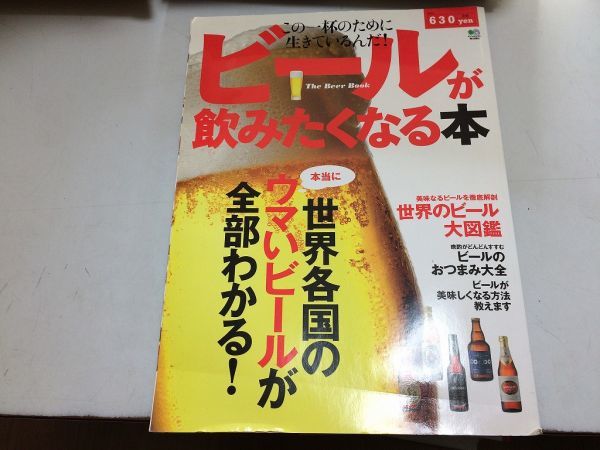 この一杯のために
生きているんだ!
630yen
ビールが
The Beer Book
飲みたくなる本
本当に
世界各国の
ウマいビールが
全部わかる!
美味なるビールを徹底解剖
世界のビール
大図鑑
晩酌がどんどんすすむ
ビールの
おつまみ大全
ビールが
美味しくなる方法
教えます